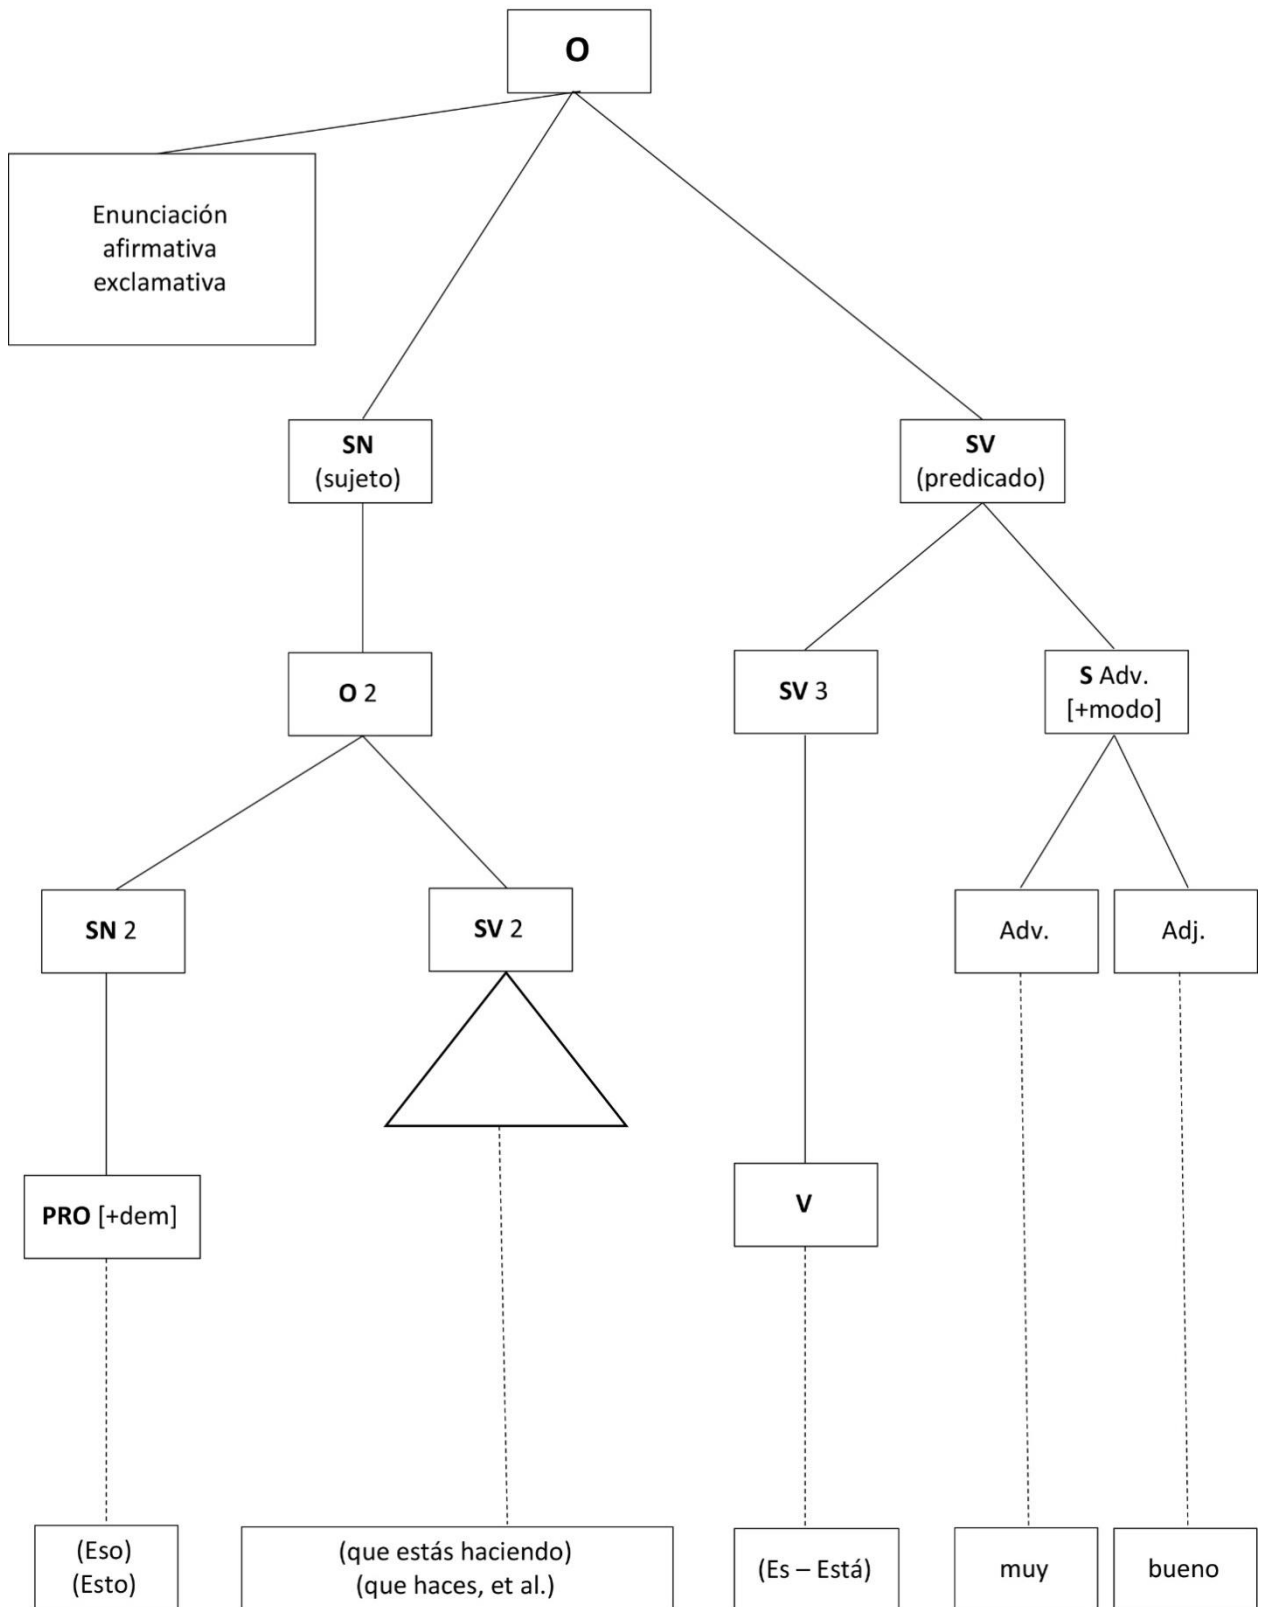 O
Enunciación
afirmativa
exclamativa
SN
(sujeto)
SV
(predicado)
O 2
SV 3
S Adv.
[+modo]
SN 2
SV 2
Adv.
Adj.
PRO [+dem]
V
(Eso)
(Esto)
(que estás haciendo)
(que haces, et al.)
(Es – Está)
muy
bueno